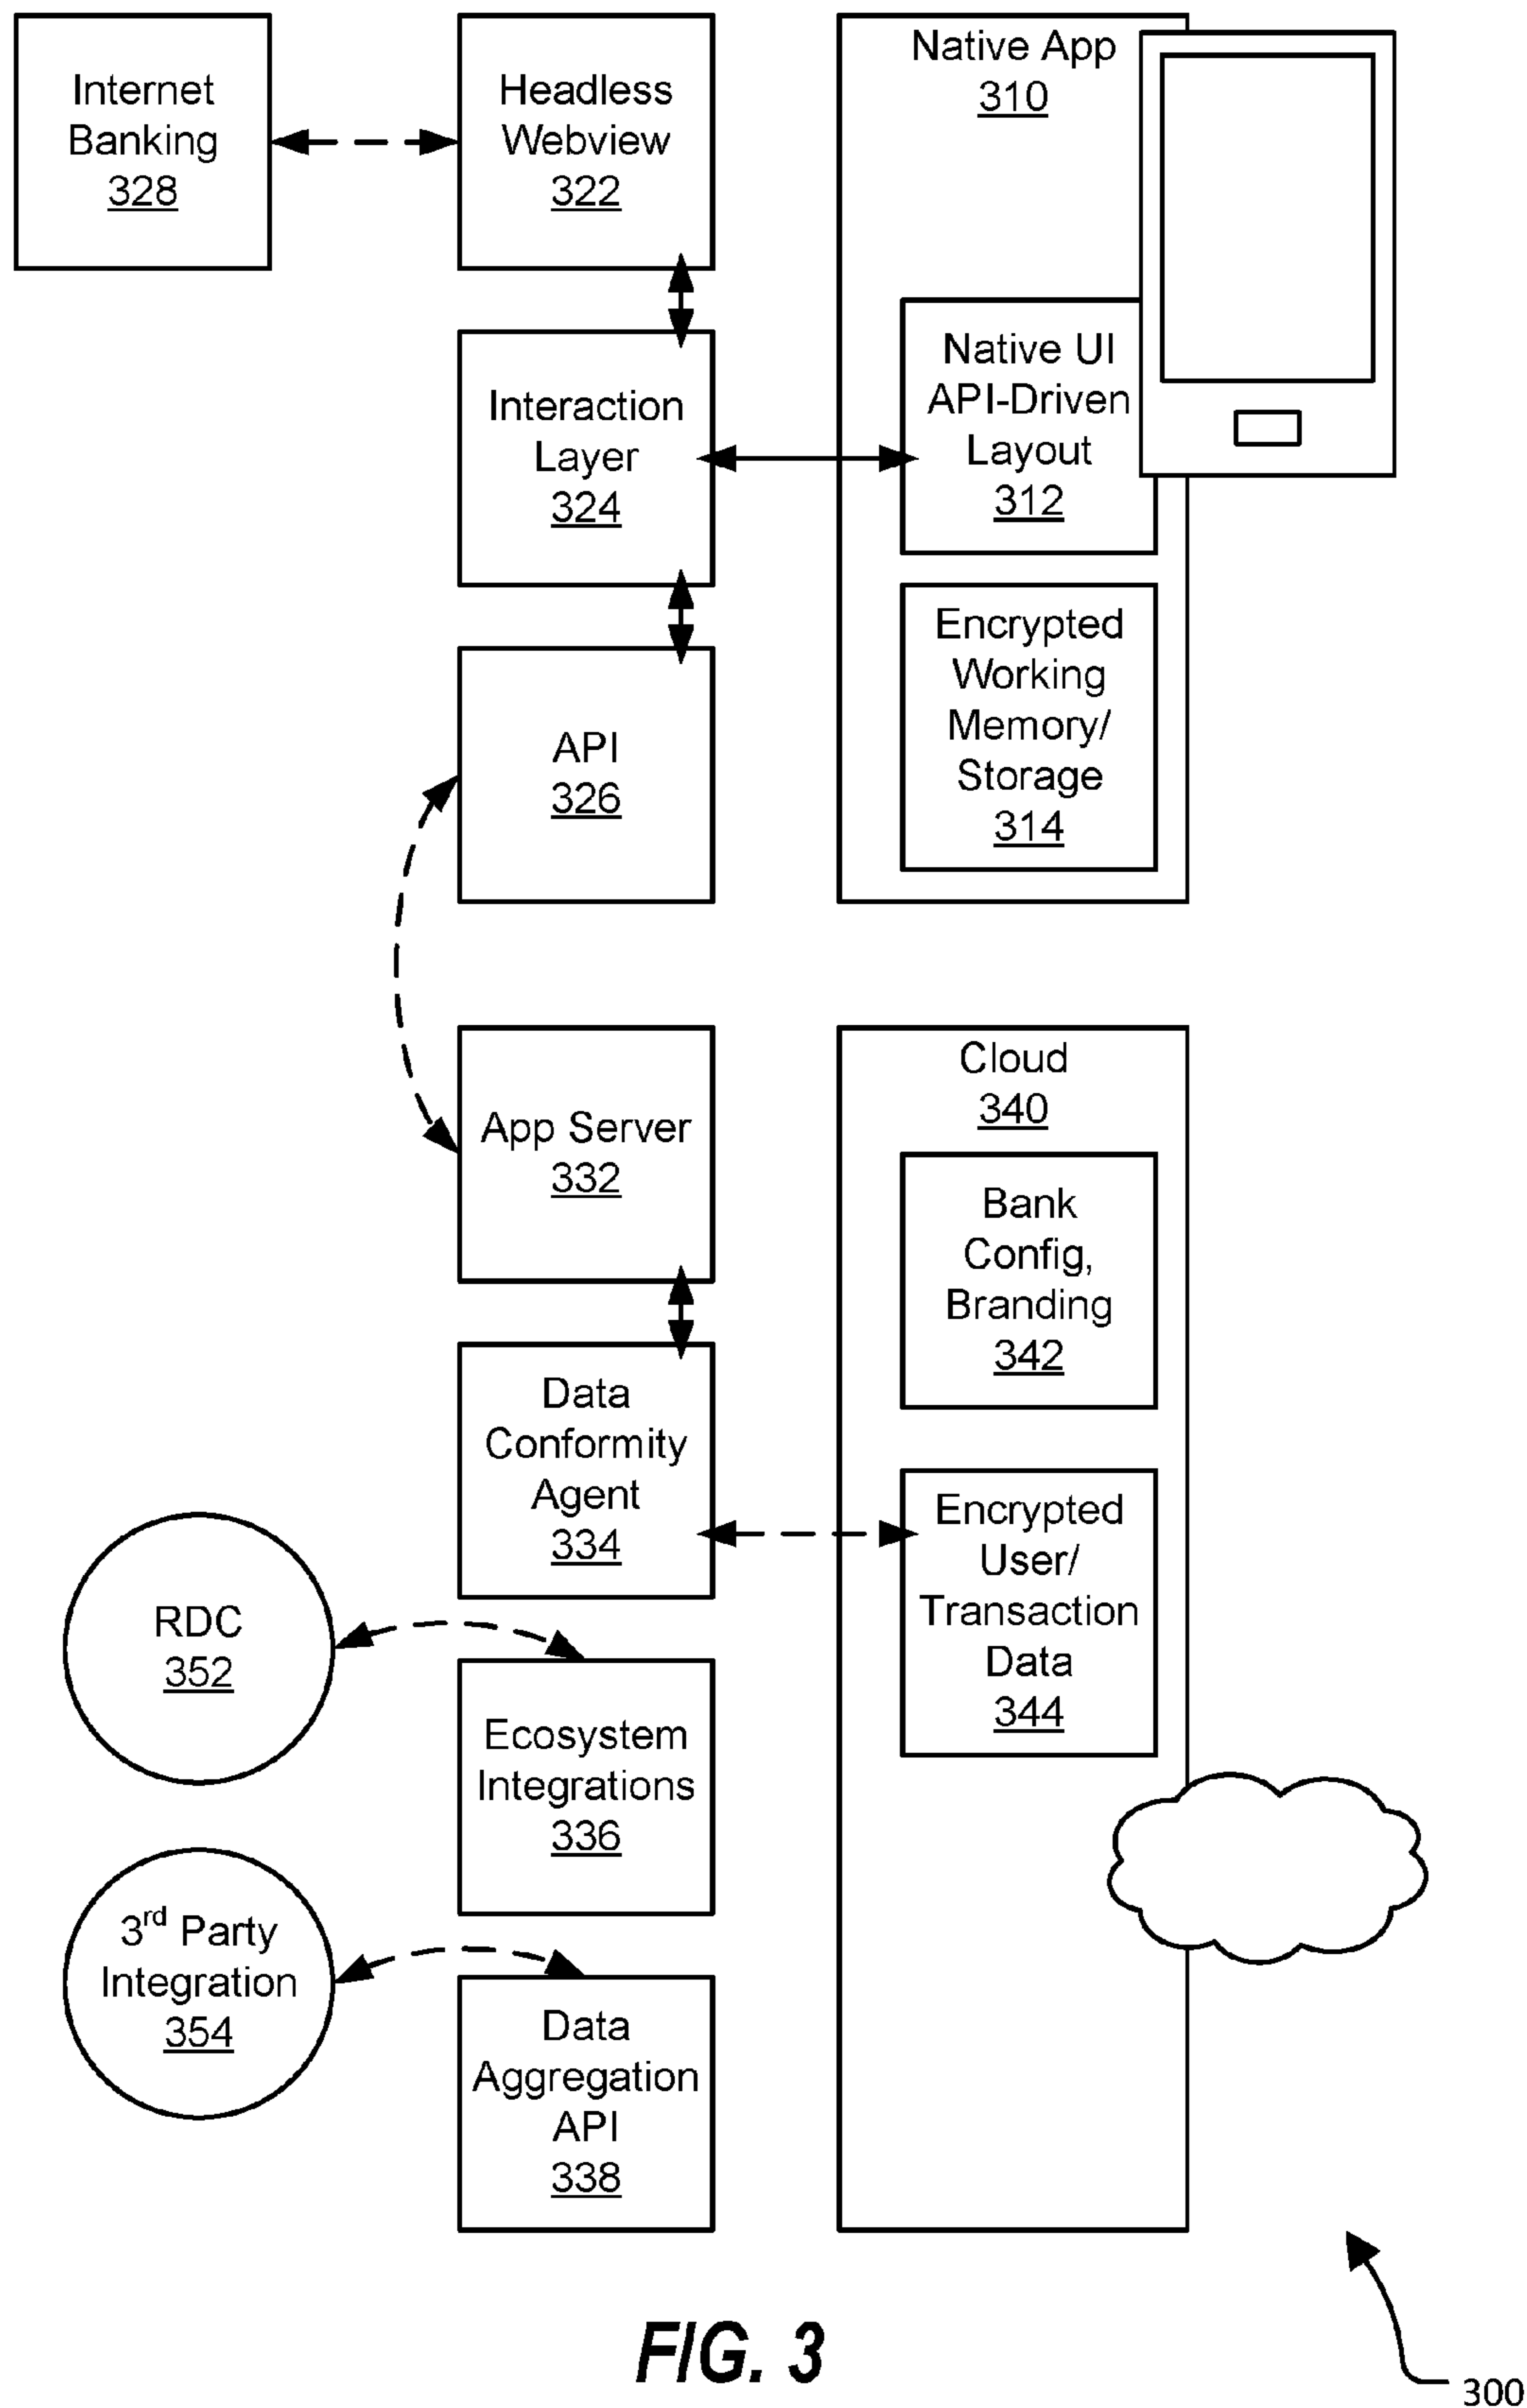 Internet
Banking
328
Headless
Webview
322
Native App
310
Interaction
Layer
324
Native UI
API-Driven
Layout
312
API
326
Encrypted
Working
Memory/
Storage
314
App Server
332
Cloud
340
Bank
Config,
Branding
342
Data
Conformity
Agent
334
Encrypted
User/
Transaction
Data
344
RDC
352
Ecosystem
Integrations
336
3rd Party
Integration
354
Data
Aggregation
API
338
FIG. 3
300